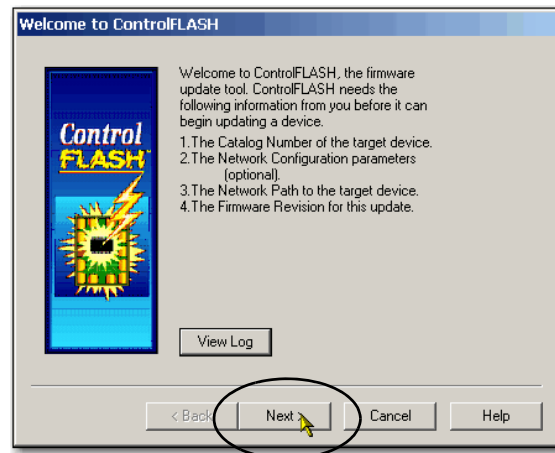 Welcome to ControlFLASH
Welcome to ControlFLASH, the firmware
update tool. ControlFLASH needs the
following information from you before it can
begin updating a device.
1.The Catalog Number of the target device.
2.The Network Configuration parameters
(optional).
3.The Network Path to the target device.
4.The Firmware Revision for this update.
Control
FLASH
View Log
< Back
Next >
Cancel
Help